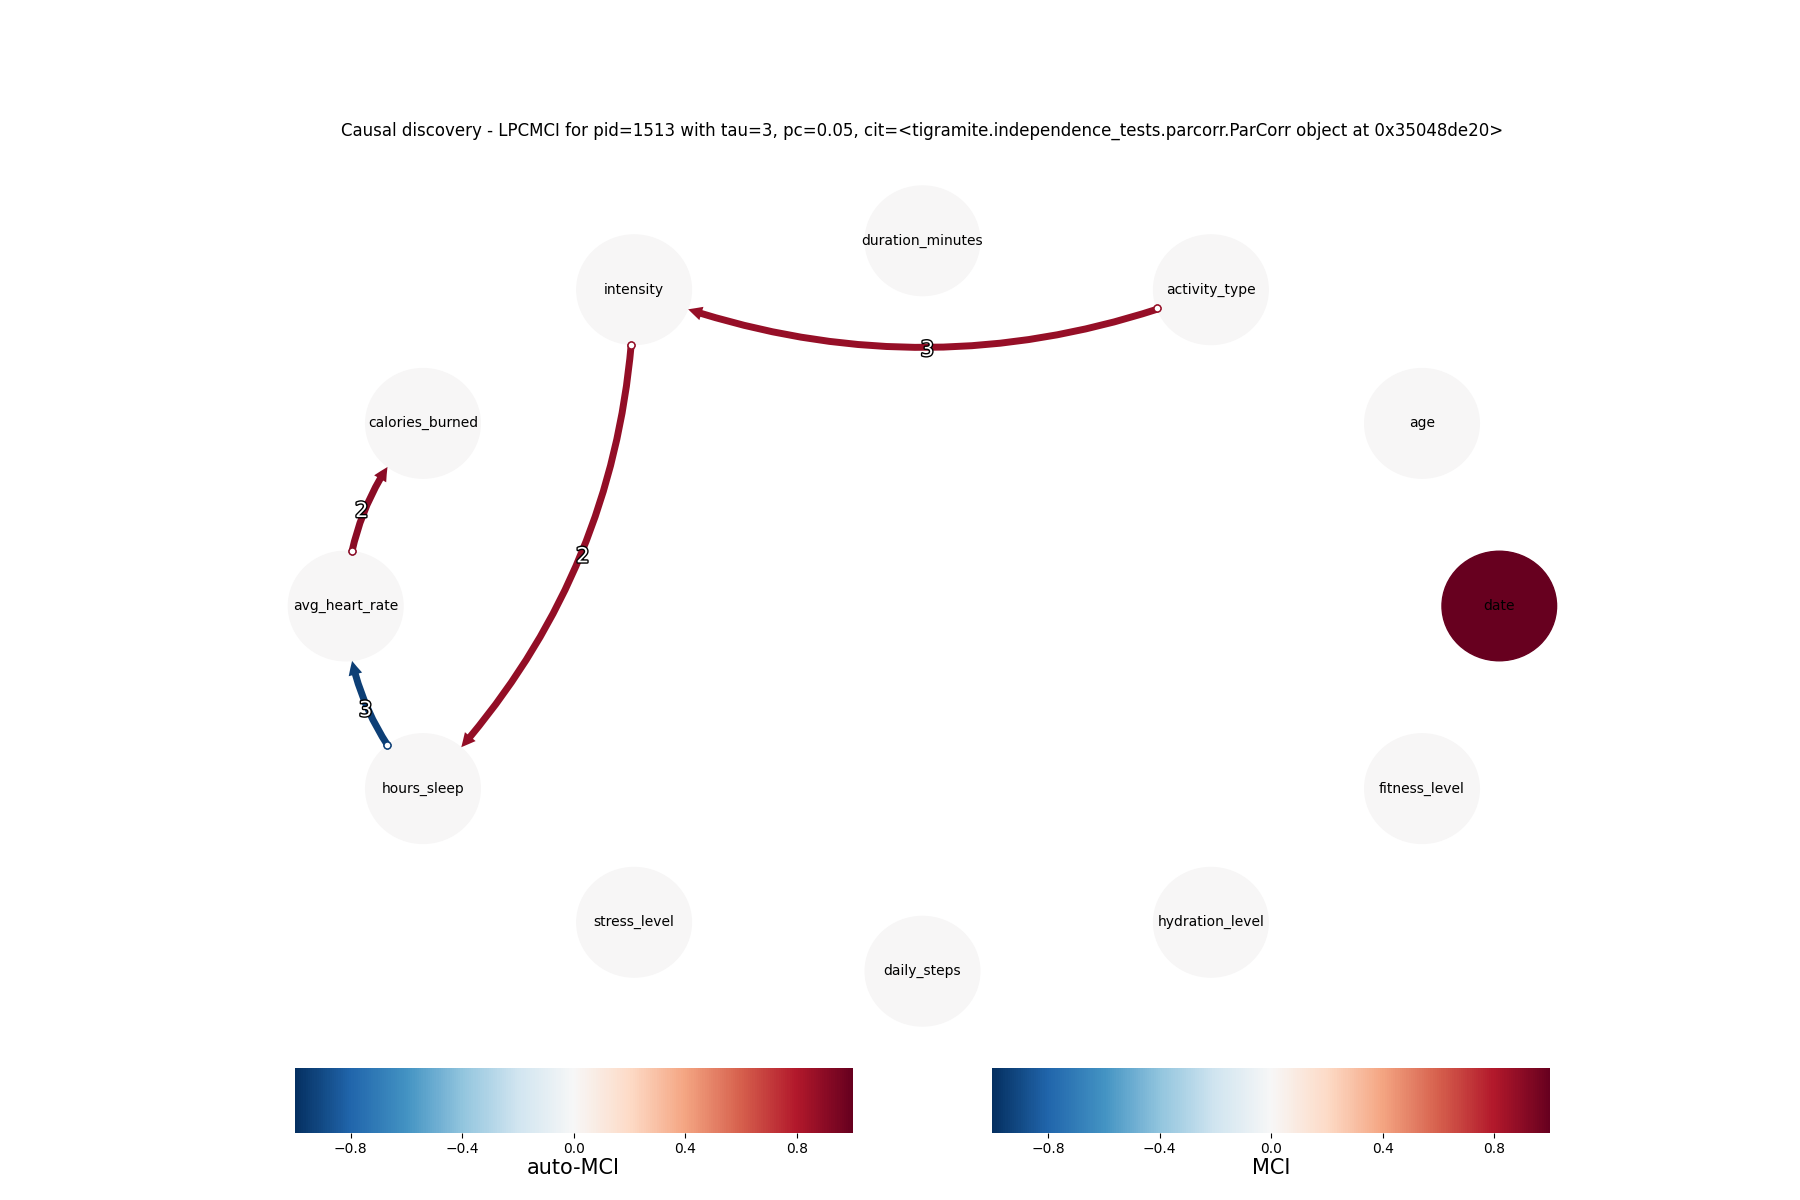 Causal discovery - LPCMCI for pid=1513 with tau=3, pc=0.05, cit=<tigramite.independence_tests.parcorr.ParCorr object at 0x35048de20>
duration_minutes
intensity
activity_type
3
calories_burned
age
2
2
avg_heart_rate
date
3
hours_sleep
fitness_level
stress_level
hydration_level
daily_steps
−0.8 −0.4 0.0 0.4 0.8
auto-MCI
−0.8 −0.4 0.0 0.4 0.8
MCI